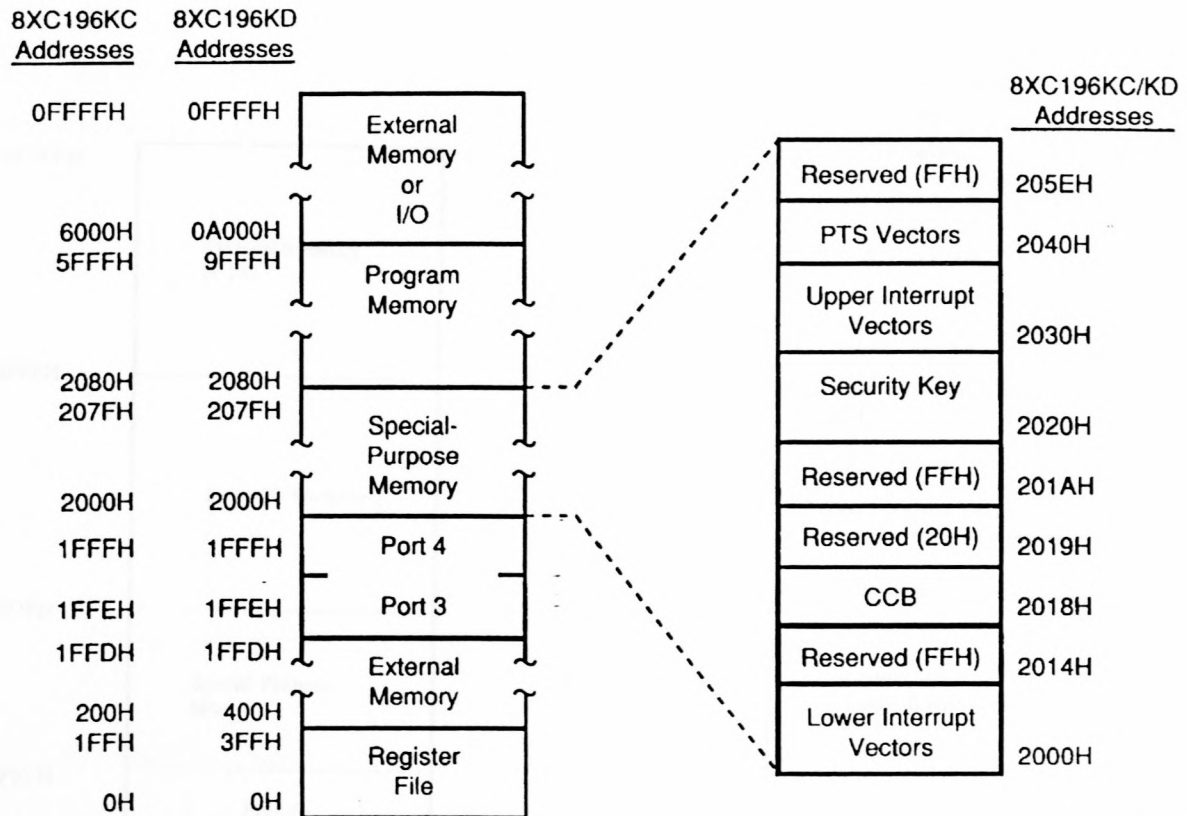 8XC196KC 8XC196KD
Addresses Addresses
8XC196KC/KD
Addresses
0FFFFH 0FFFFH
External
Memory
or
I/O
6000H 0A000H
5FFFH 9FFFH
Program
Memory
2080H 2080H
207FH 207FH
Special-
Purpose
Memory
2000H 2000H
1FFFH 1FFFH Port 4
1FFEH 1FFEH Port 3
1FFDH 1FFDH
External
Memory
200H 400H
1FFH 3FFH
Register
File
0H 0H
Reserved (FFH) 205EH
PTS Vectors 2040H
Upper Interrupt
Vectors 2030H
Security Key
2020H
Reserved (FFH) 201AH
Reserved (20H) 2019H
CCB 2018H
Reserved (FFH) 2014H
Lower Interrupt
Vectors 2000H